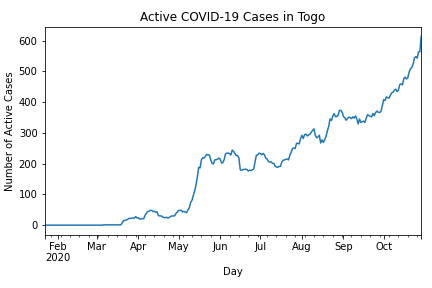 Active COVID-19 Cases in Togo
Number of Active Cases
600
500
400
300
200
100
0
Feb Mar Apr May Jun Jul Aug Sep Oct
2020
Day